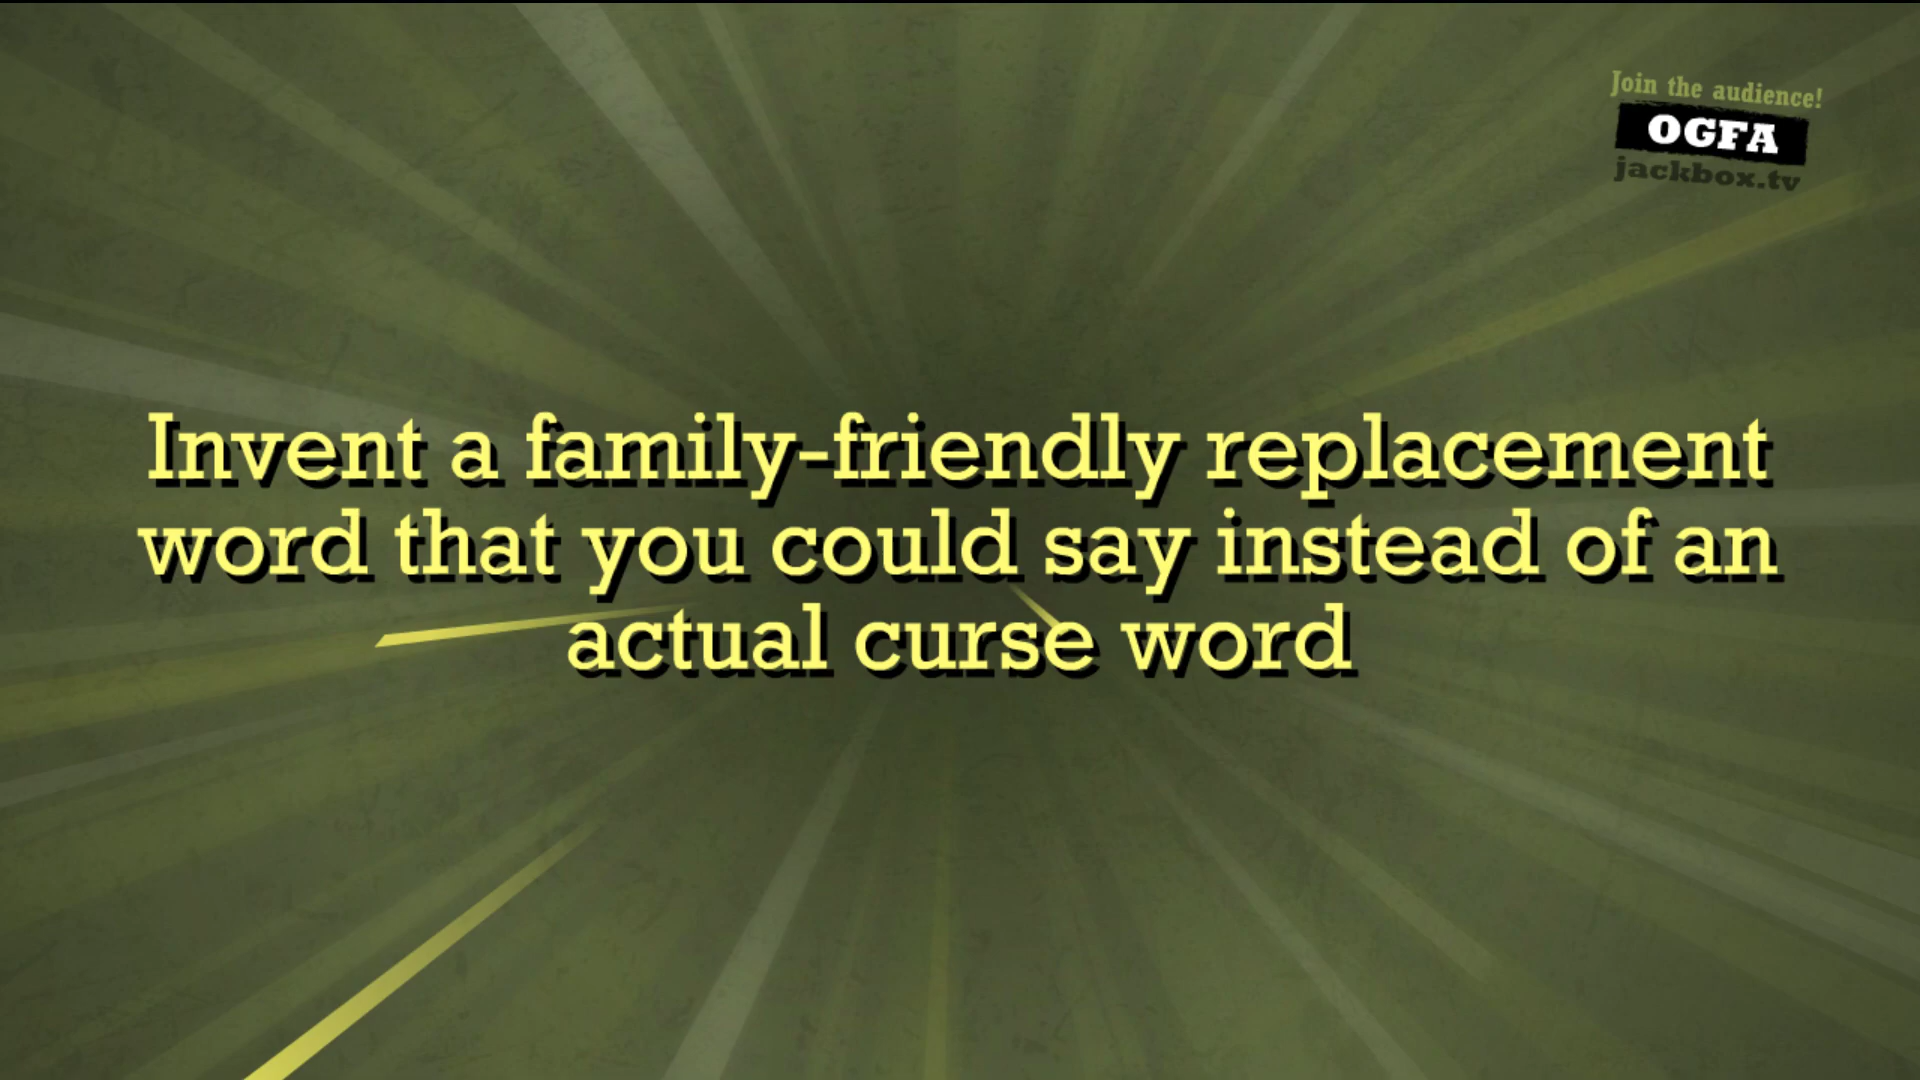 Join the audience!
OGFA
jackbox.tv
Invent a family-friendly replacement
word that you could say instead of an
actual curse word